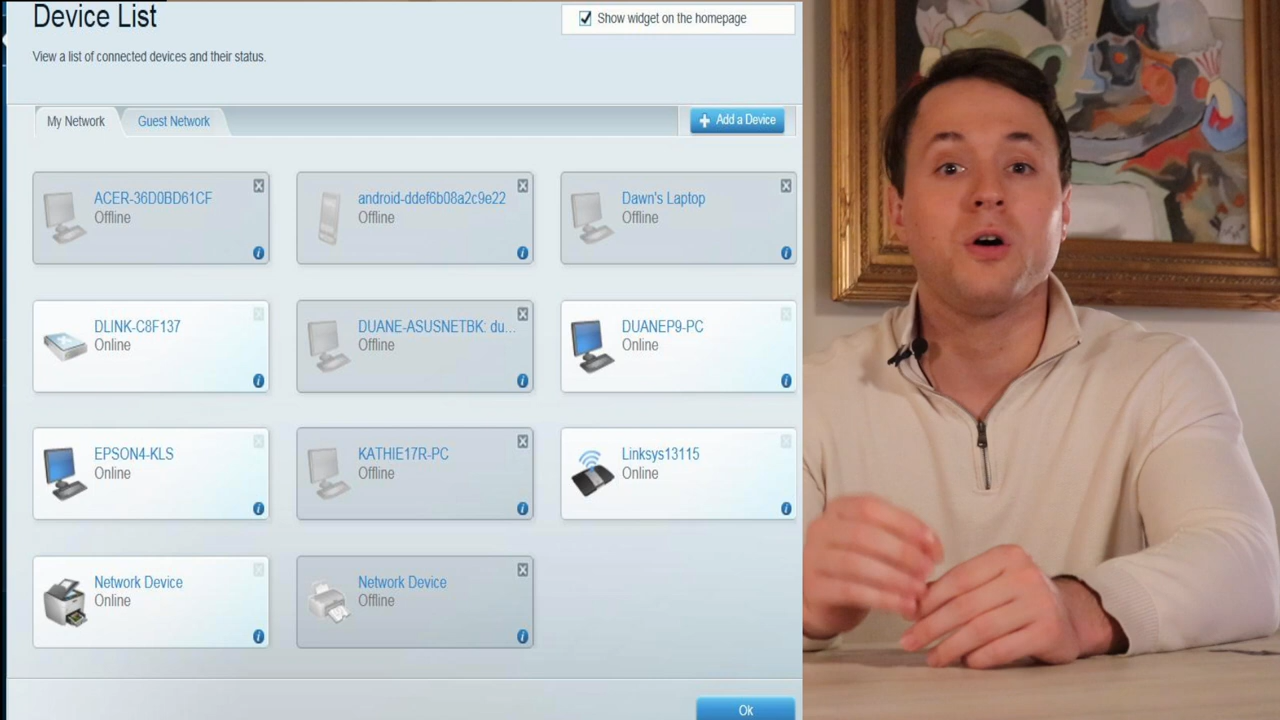 Device List
Show widget on the homepage
View a list of connected devices and their status.
My Network
Guest Network
Add a Device
ACER-36D0BD61CF
Offline
android-ddef6b08a2c9e22
Offline
Dawn's Laptop
Offline
DLINK-C8F137
Online
DUANE-ASUSNETBK: du...
Offline
DUANEP9-PC
Online
EPSON4-KLS
Online
KATHIE17R-PC
Offline
Linksys13115
Online
Network Device
Online
Network Device
Offline
Ok